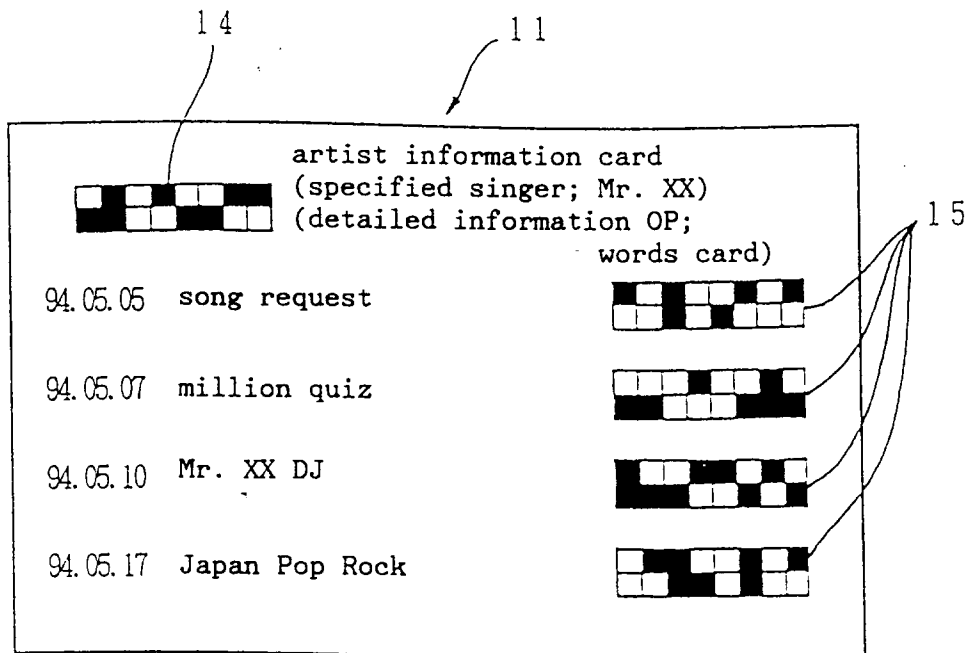 14
11
artist information card
(specified singer; Mr. XX)
(detailed information OP;
words card)
15
94.05.05 song request
94.05.07 million quiz
94.05.10 Mr. XX DJ
94.05.17 Japan Pop Rock